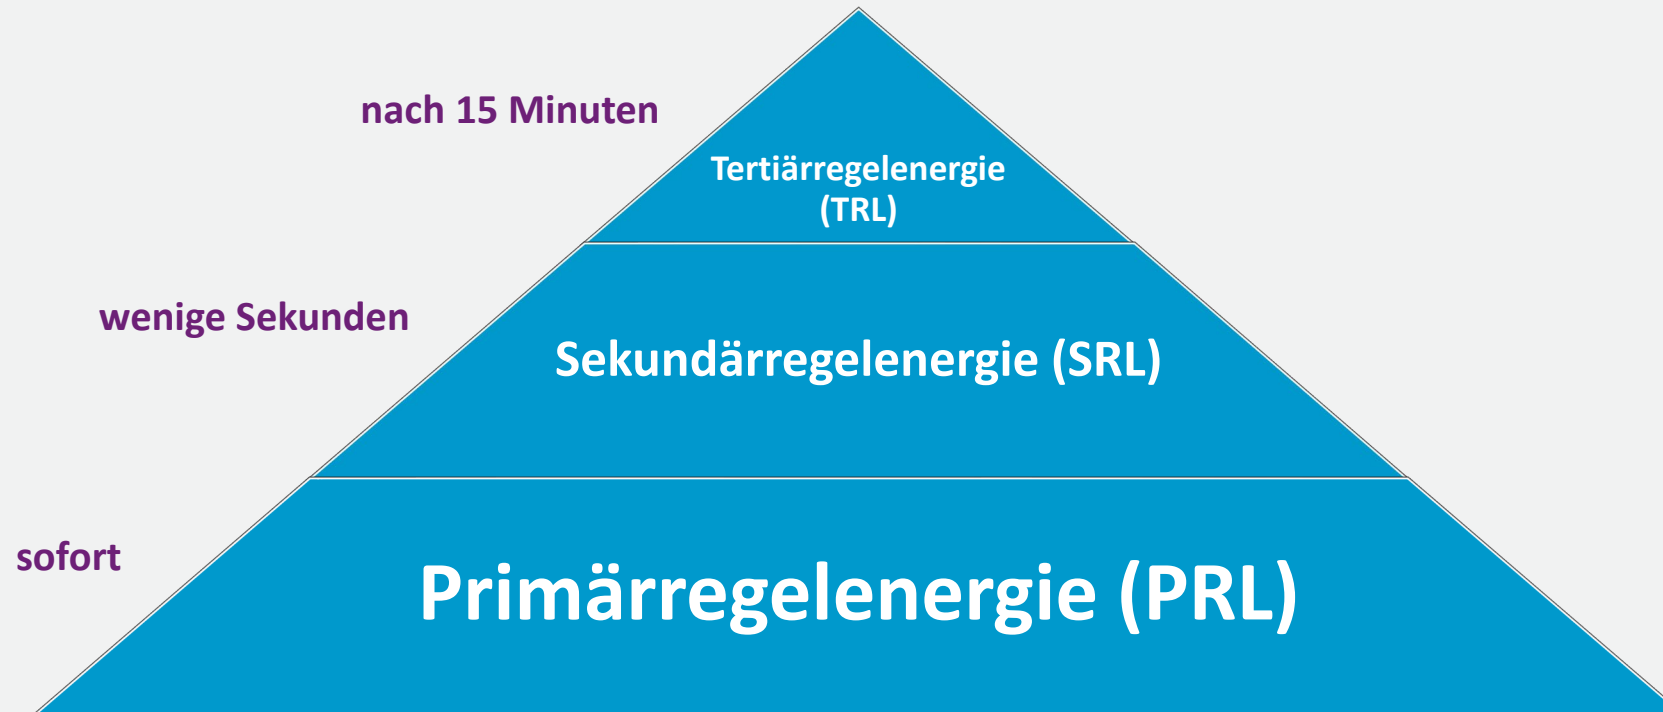 nach 15 Minuten
Tertiärregelenergie
(TRL)
wenige Sekunden
Sekundärregelenergie (SRL)
sofort
Primärregelenergie (PRL)